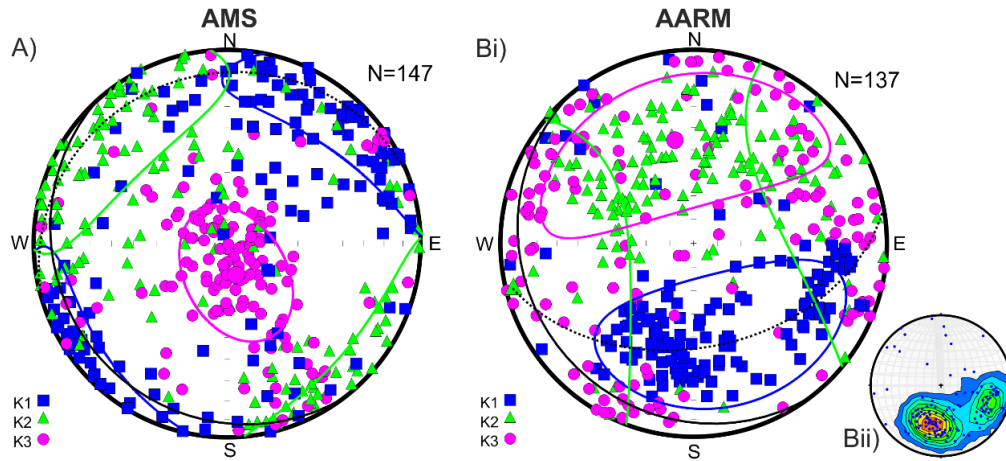 AMS
A)
N
N=147
W
E
K1
K2
K3
S
AARM
Bi)
N
N=137
W
E
K1
K2
K3
S
Bii)